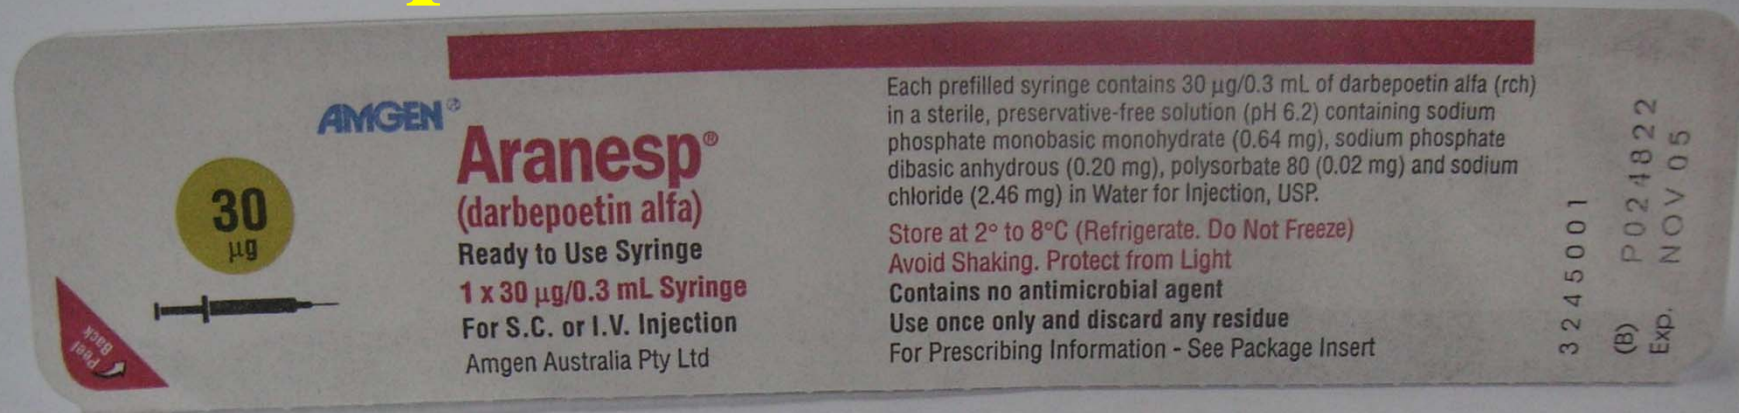 AMGEN®
30
µg
Peel
Back
Aranesp®
(darbepoetin alfa)
Ready to Use Syringe
1 x 30 µg/0.3 mL Syringe
For S.C. or I.V. Injection
Amgen Australia Pty Ltd
Each prefilled syringe contains 30 µg/0.3 mL of darbepoetin alfa (rch)
in a sterile, preservative-free solution (pH 6.2) containing sodium
phosphate monobasic monohydrate (0.64 mg), sodium phosphate
dibasic anhydrous (0.20 mg), polysorbate 80 (0.02 mg) and sodium
chloride (2.46 mg) in Water for Injection, USP.
Store at 2° to 8°C (Refrigerate. Do Not Freeze)
Avoid Shaking. Protect from Light
Contains no antimicrobial agent
Use once only and discard any residue
For Prescribing Information - See Package Insert
3245001
(B) P024822
Exp. NOV 05